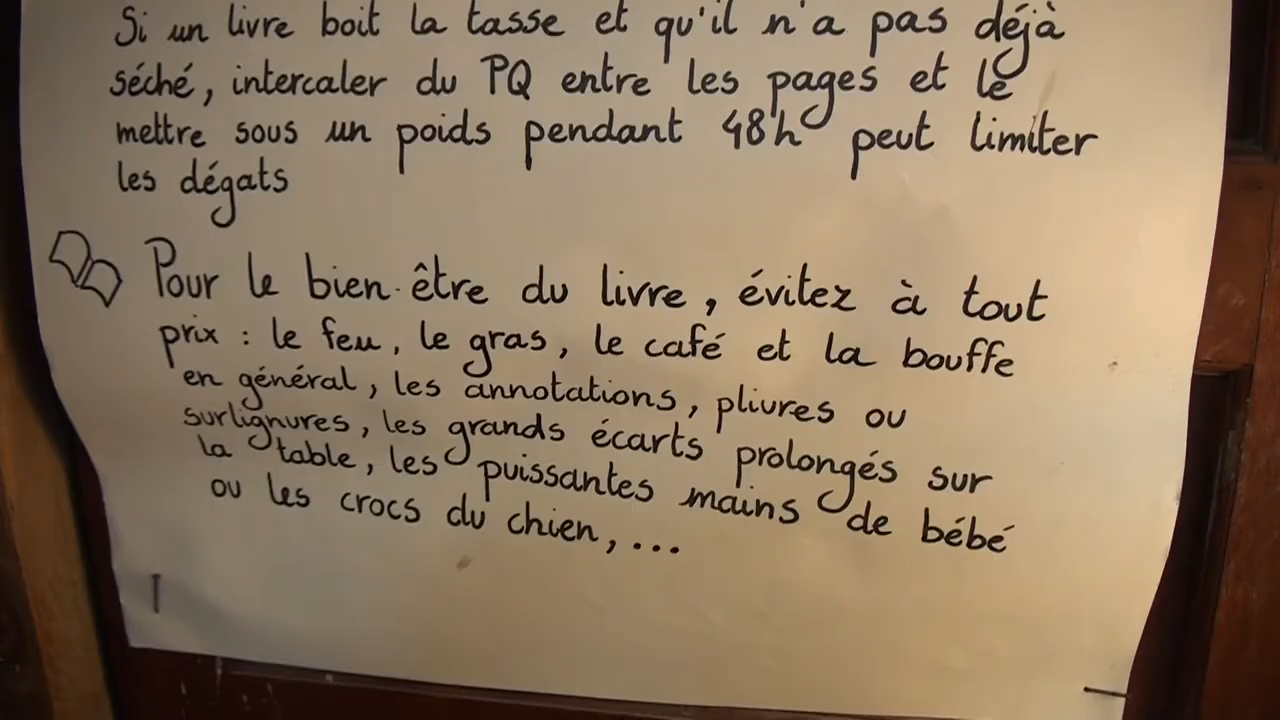 Si un livre boit la tasse et qu'il n'a pas déjà
séché, intercaler du PQ entre les pages et le
mettre sous un poids pendant 48h peut limiter
les dégats
Pour le bien-être du livre, évitez à tout
prix : le feu, le gras, le café et la bouffe
en général, les annotations, pliures ou
surlignures, les grands écarts prolongés sur
la table, les puissantes mains de bébé
ou les crocs du chien, ...